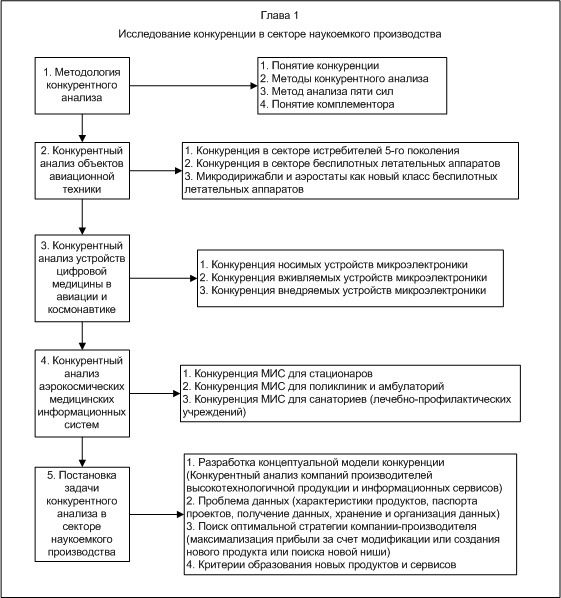 Глава 1
Исследование конкуренции в секторе наукоемкого производства
1. Методология
конкурентного
анализа
1. Понятие конкуренции
2. Методы конкурентного анализа
3. Метод анализа пяти сил
4. Понятие комплементора
2. Конкурентный
анализ объектов
авиационной
техники
1. Конкуренция в секторе истребителей 5-го поколения
2. Конкуренция в секторе беспилотных летательных аппаратов
3. Микродирижабли и аэростаты как новый класс беспилотных
летательных аппаратов
3. Конкурентный
анализ устройств
цифровой
медицины в
авиации и
космонавтике
1. Конкуренция носимых устройств микроэлектроники
2. Конкуренция вживляемых устройств микроэлектроники
3. Конкуренция внедряемых устройств микроэлектроники
4. Конкурентный
анализ
аэрокосмических
медицинских
информационных
систем
1. Конкуренция МИС для стационаров
2. Конкуренция МИС для поликлиник и амбулаторий
3. Конкуренция МИС для санаториев (лечебно-профилактических
учреждений)
5. Постановка
задачи
конкурентного
анализа в
секторе
наукоемкого
производства
1. Разработка концептуальной модели конкуренции
(Конкурентный анализ компаний производителей
высокотехнологичной продукции и информационных сервисов)
2. Проблема данных (характеристики продуктов, паспорта
проектов, получение данных, хранение и организация данных)
3. Поиск оптимальной стратегии компании-производителя
(максимализация прибыли за счет модификации или создания
нового продукта или поиска новой ниши)
4. Критерии образования новых продуктов и сервисов